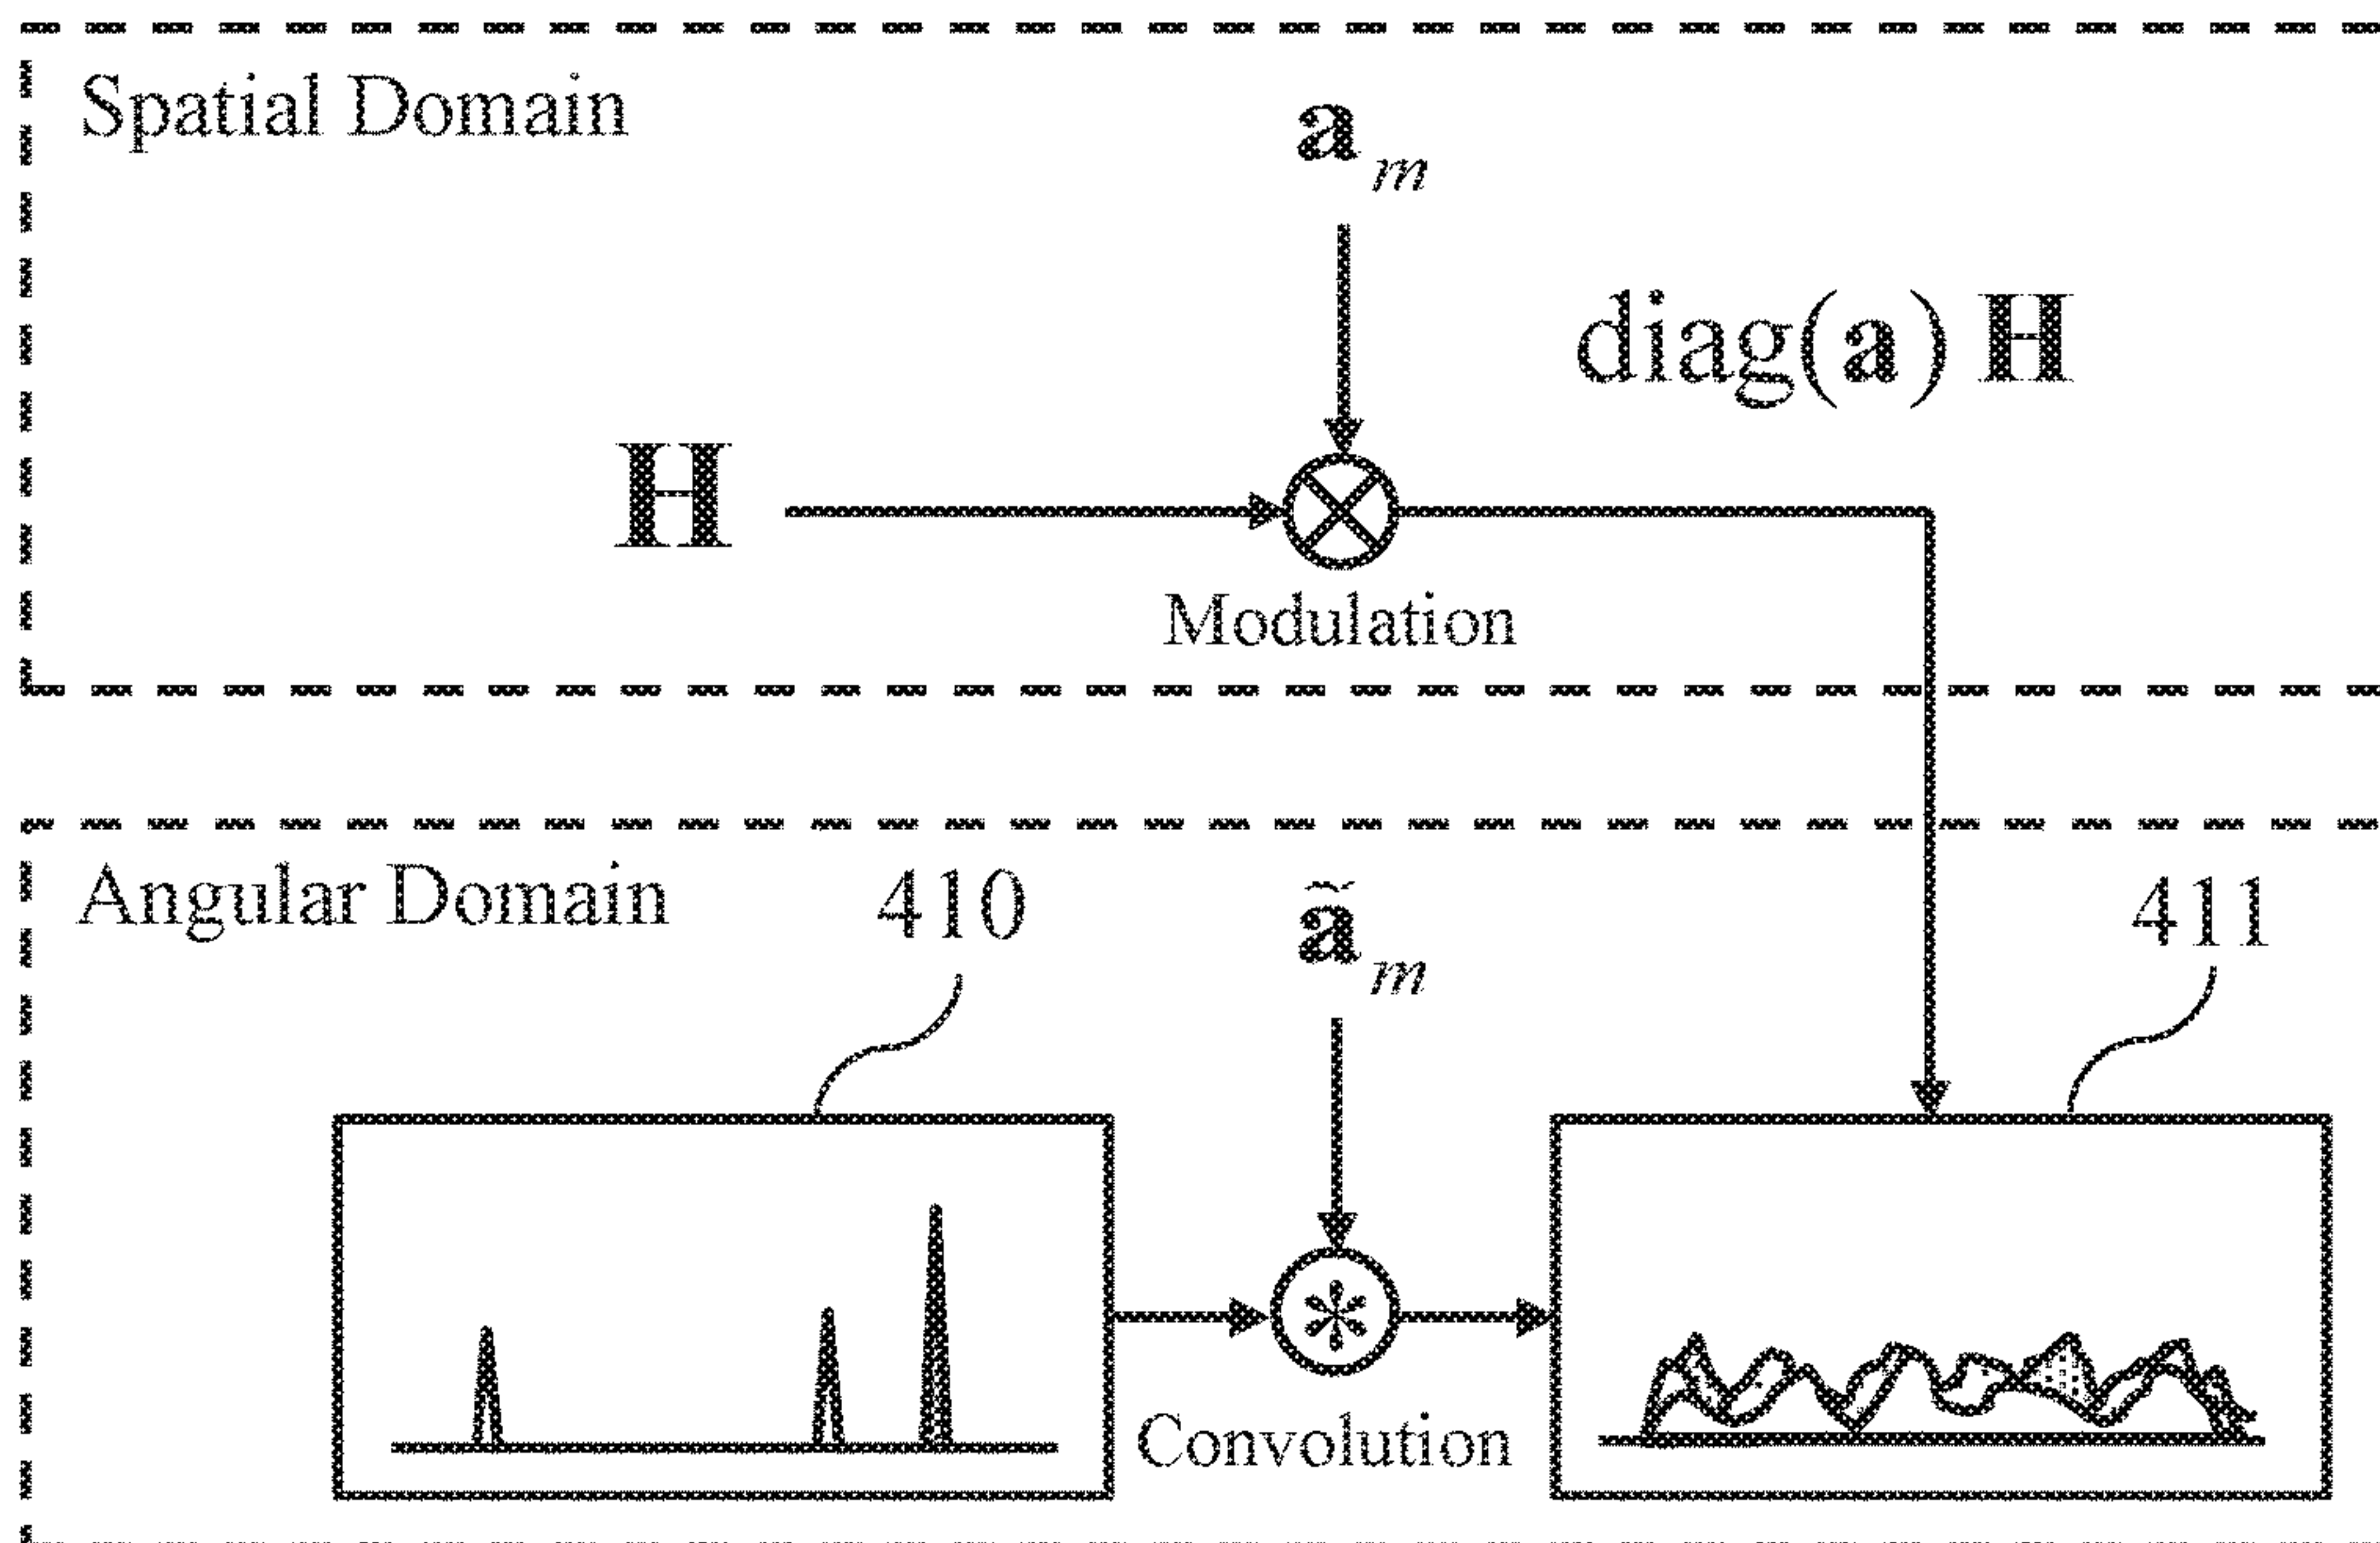 Spatial Domain
a_m
diag(a) H
H
Modulation
Angular Domain
410
ã_m
411
Convolution